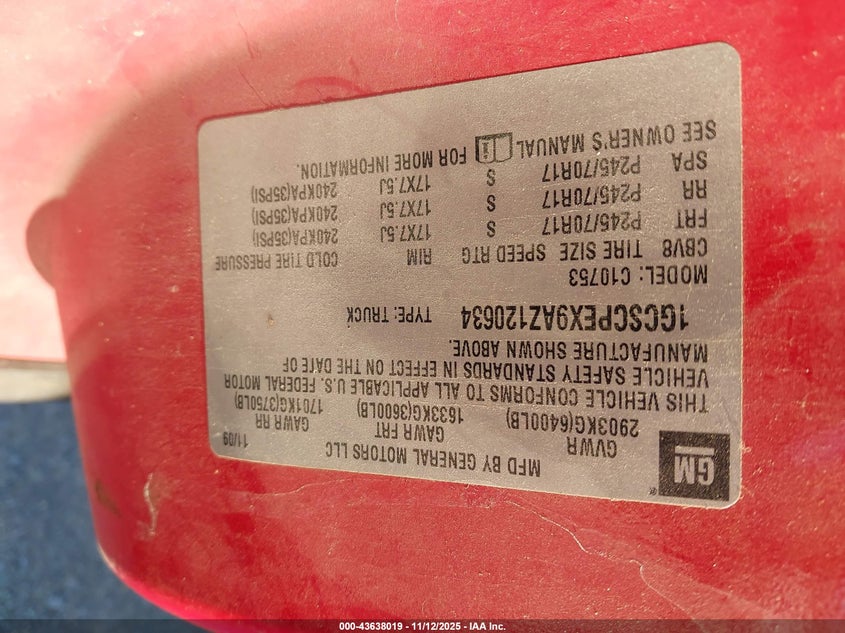 GM ®
MFD BY GENERAL MOTORS LLC
11/09
GVWR GAWR FRT GAWR RR
2903KG(6400LB) 1633KG(3600LB) 1701KG(3750LB)
THIS VEHICLE CONFORMS TO ALL APPLICABLE U.S. FEDERAL MOTOR
VEHICLE SAFETY STANDARDS IN EFFECT ON THE DATE OF
MANUFACTURE SHOWN ABOVE.
1GCSCPEX9AZ120634 TYPE: TRUCK
MODEL: C10753
CBV8 TIRE SIZE SPEED RTG RIM COLD TIRE PRESSURE
FRT P245/70R17 S 17X7.5J 240KPA(35PSI)
RR P245/70R17 S 17X7.5J 240KPA(35PSI)
SPA P245/70R17 S 17X7.5J 240KPA(35PSI)
SEE OWNER'S MANUAL i FOR MORE INFORMATION.
000-43638019 - 11/12/2025 - IAA Inc.